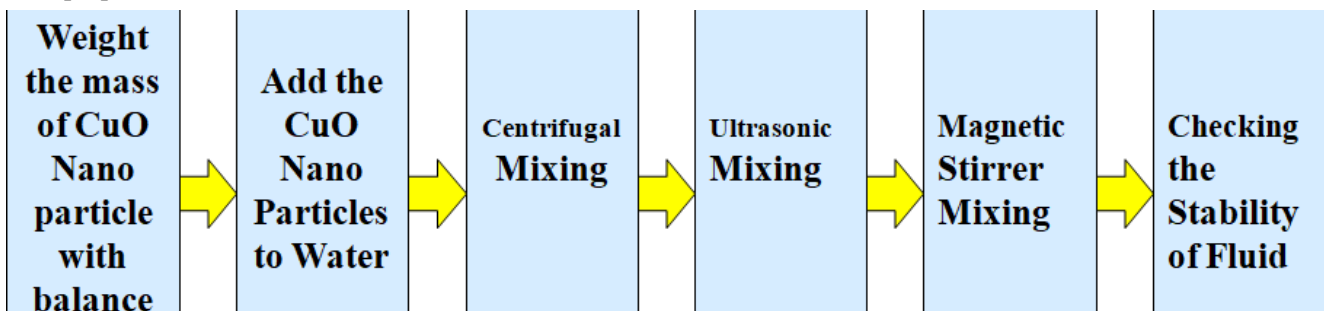 Weight
the mass
of CuO
Nano
particle
with
balance
Add the
CuO
Nano
Particles
to Water
Centrifugal
Mixing
Ultrasonic
Mixing
Magnetic
Stirrer
Mixing
Checking
the
Stability
of Fluid